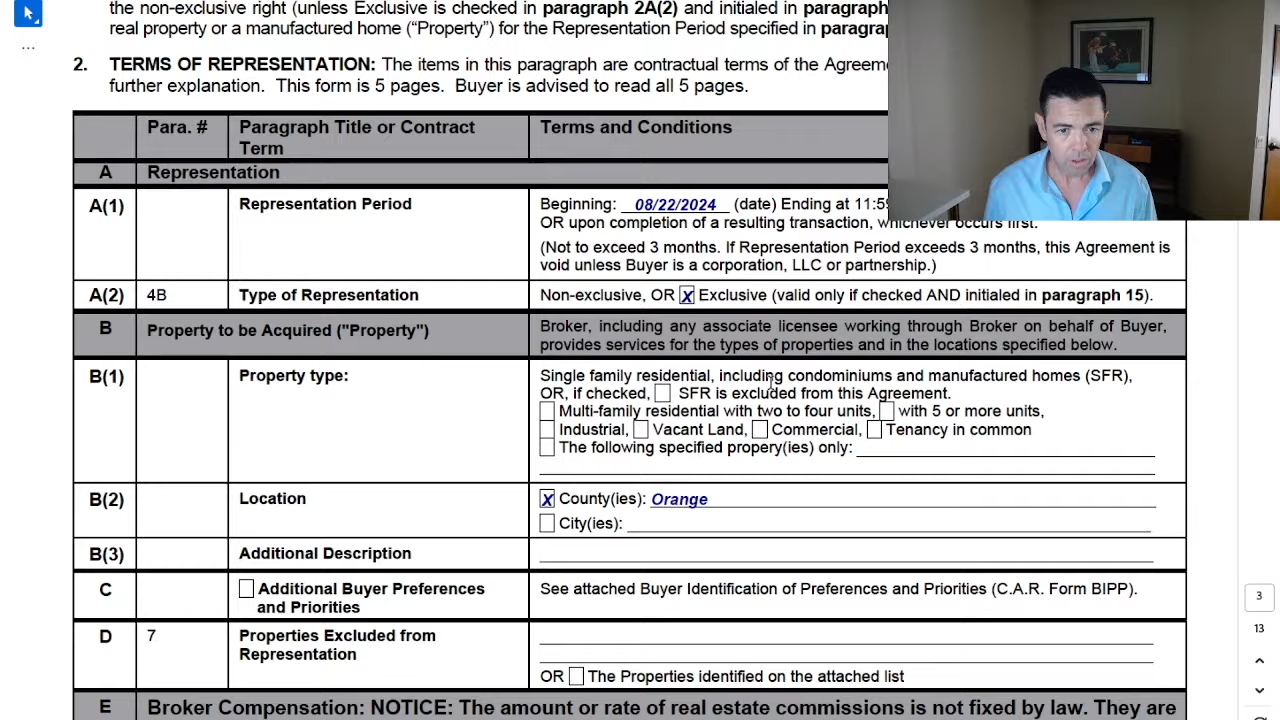 the non-exclusive right (unless Exclusive is checked in paragraph 2A(2) and initialed in paragraph
real property or a manufactured home (“Property”) for the Representation Period specified in
2. TERMS OF REPRESENTATION: The items in this paragraph are contractual terms of the
further explanation. This form is 5 pages. Buyer is advised to read all 5 pages.
Para. # Paragraph Title or Contract Term Terms and Conditions
A Representation
A(1) Representation Period Beginning: 08/22/2024 (date) Ending at
OR upon completion of a resulting transaction, whichever occurs first.
(Not to exceed 3 months. If Representation Period exceeds 3 months, this Agreement is
void unless Buyer is a corporation, LLC or partnership.)
A(2) 4B Type of Representation Non-exclusive, OR X Exclusive (valid only if checked AND initialed in paragraph 15).
B Property to be Acquired ("Property") Broker, including any associate licensee working through Broker on behalf of Buyer,
provides services for the types of properties and in the locations specified below.
B(1) Property type: Single family residential, including condominiums and manufactured homes (SFR),
OR, if checked, SFR is excluded from this Agreement.
Multi-family residential with two to four units, with 5 or more units,
Industrial, Vacant Land, Commercial, Tenancy in common
The following specified propery(ies) only:
B(2) Location X County(ies): Orange
City(ies):
B(3) Additional Description
C Additional Buyer Preferences See attached Buyer Identification of Preferences and Priorities (C.A.R. Form BIPP).
and Priorities
D 7 Properties Excluded from
Representation
OR The Properties identified on the attached list
E Broker Compensation: NOTICE: The amount or rate of real estate commissions is not fixed by law. They are
3
13